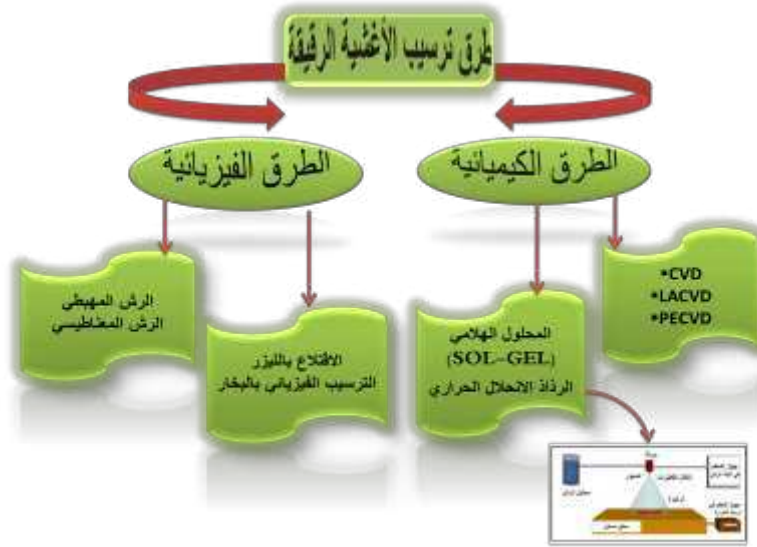 طرق ترسيب الأغشية الرقيقة
الطرق الكيميائية
الطرق الفيزيائية
▪CVD
▪LACVD
▪PECVD
المحلول الهلامي
(SOL-GEL)
الرذاذ الانحلال الحراري
الاقتلاع بالليزر
الترسيب الفيزيائي بالبخار
الرش المهبطي
الرش المغناطيسي